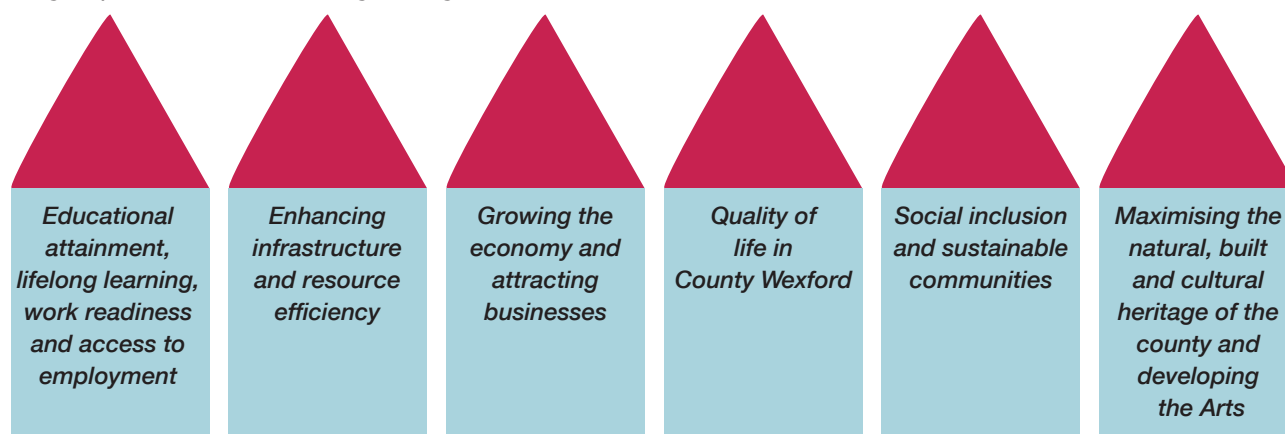 Educational
attainment,
lifelong learning,
work readiness
and access to
employment
Enhancing
infrastructure
and resource
efficiency
Growing the
economy and
attracting
businesses
Quality of
life in
County Wexford
Social inclusion
and sustainable
communities
Maximising the
natural, built
and cultural
heritage of the
county and
developing
the Arts